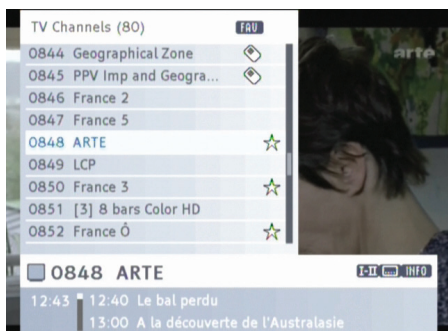 TV Channels (80) FAV
0844 Geographical Zone
0845 PPV Imp and Geogra...
0846 France 2
0847 France 5
0848 ARTE
0849 LCP
0850 France 3
0851 [3] 8 bars Color HD
0852 France Ô
arte
0848 ARTE I-II INFO
12:43 12:40 Le bal perdu
13:00 A la découverte de l'Australasie